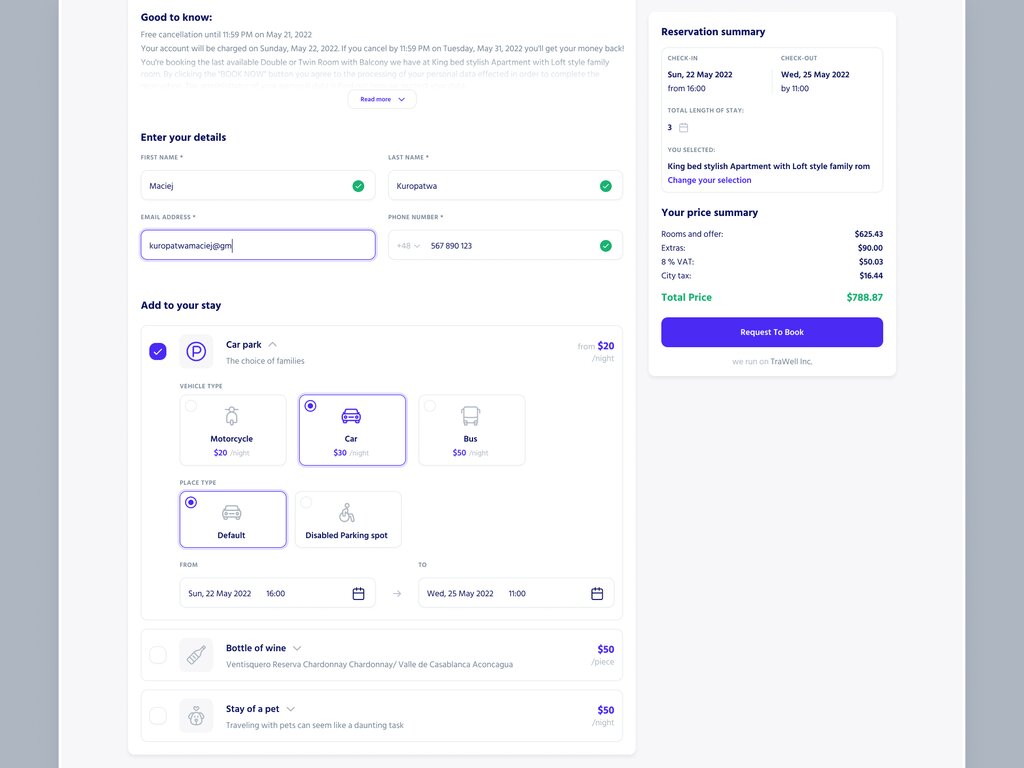 Good to know:
Free cancellation until 11:59 PM on May 21, 2022
Your account will be charged on Sunday, May 22, 2022. If you cancel by 11:59 PM on Tuesday, May 31, 2022 you'll get your money back!
You're booking the last available Double or Twin Room with Balcony we have at King bed stylish Apartment with Loft style family
room. By clicking the "BOOK NOW" button you agree to the processing of your personal data effected in order to complete the
Read more
Enter your details
FIRST NAME *
LAST NAME *
Maciej
Kuropatwa
EMAIL ADDRESS *
PHONE NUMBER *
kuropatwamaciej@gm
+48 567 890 123
Add to your stay
Car park
The choice of families
from $20
/night
VEHICLE TYPE
Motorcycle
$20 /night
Car
$30 /night
Bus
$50 /night
PLACE TYPE
Default
Disabled Parking spot
FROM
TO
Sun, 22 May 2022 16:00
Wed, 25 May 2022 11:00
Bottle of wine
Ventisquero Reserva Chardonnay Chardonnay/ Valle de Casablanca Aconcagua
$50
/piece
Stay of a pet
Traveling with pets can seem like a daunting task
$50
/night
Reservation summary
CHECK-IN
CHECK-OUT
Sun, 22 May 2022
Wed, 25 May 2022
from 16:00
by 11:00
TOTAL LENGTH OF STAY:
3
YOU SELECTED:
King bed stylish Apartment with Loft style family rom
Change your selection
Your price summary
Rooms and offer: $625.43
Extras: $90.00
8 % VAT: $50.03
City tax: $16.44
Total Price $788.87
Request To Book
we run on TraWell Inc.